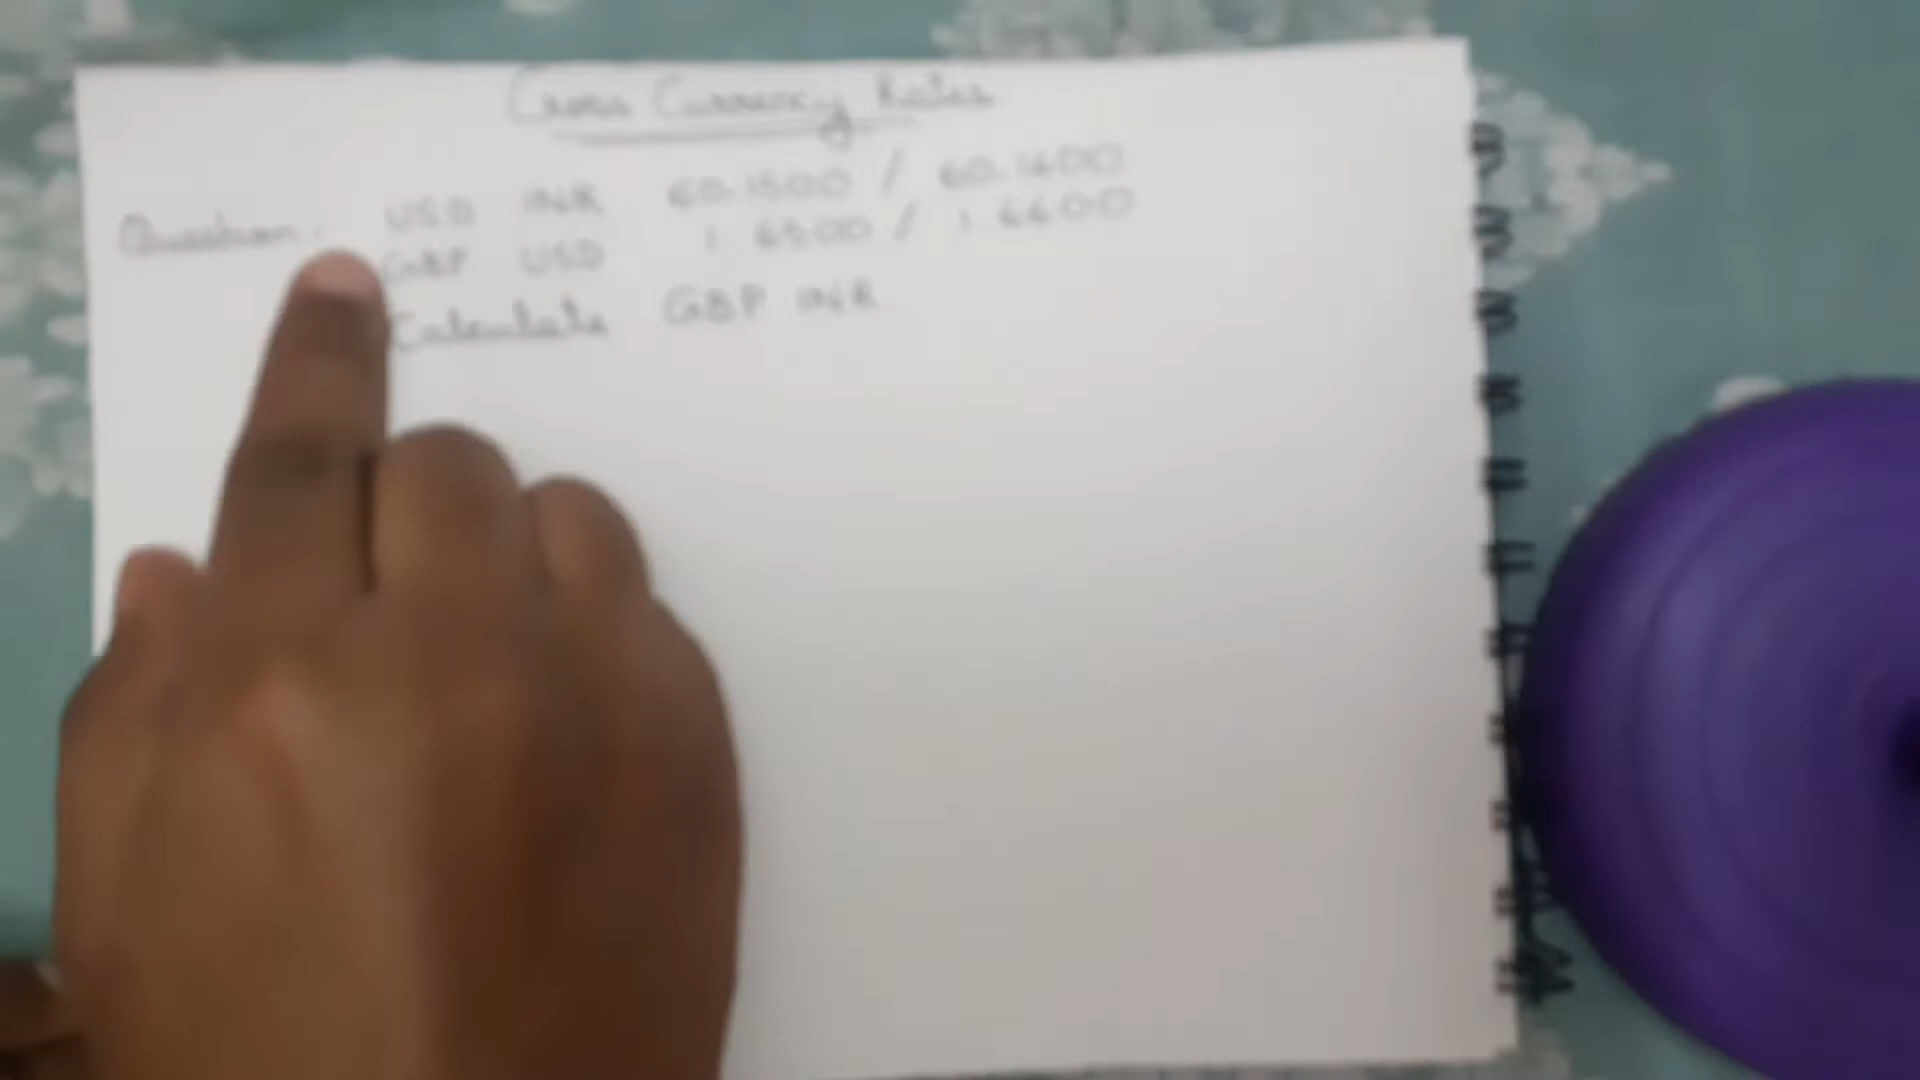 Cross Currency Rates
Question. USD INR 60.1500 / 60.1600
GBP USD 1.6500 / 1.6600
Calculate GBP INR